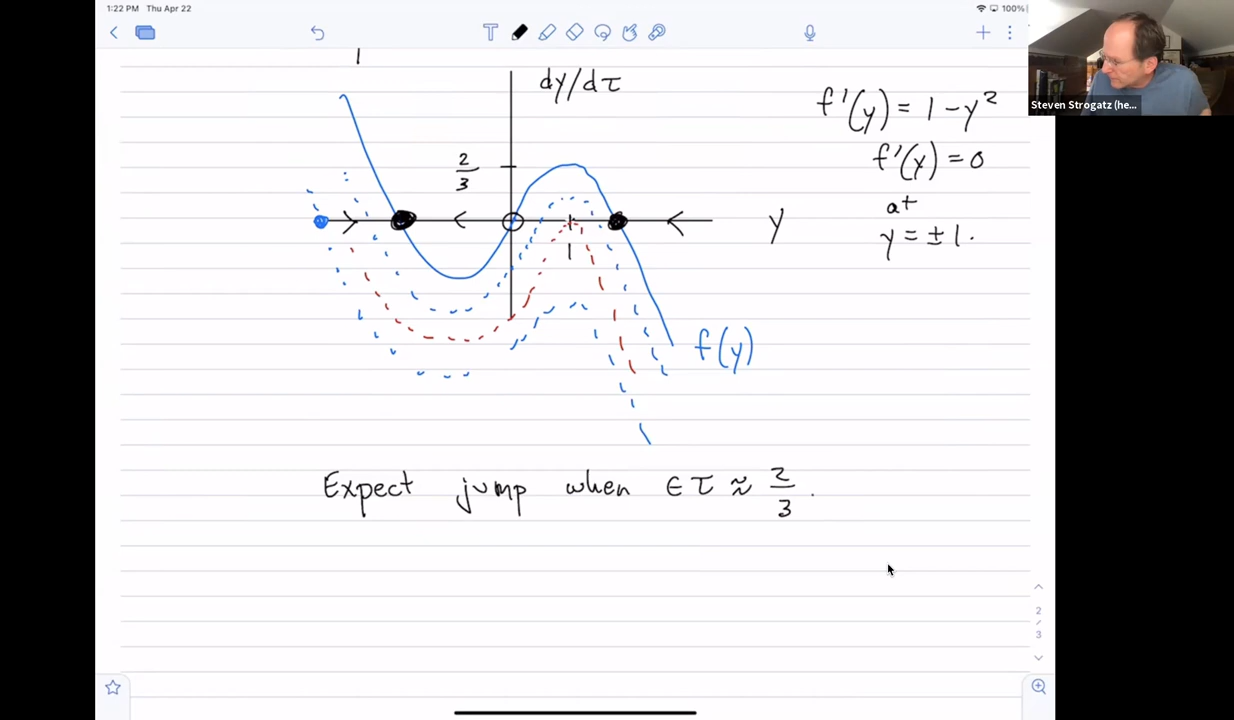 1:22 PM Thu Apr 22
100%
T
Steven Strogatz (he...
1
dy/dτ
f'(y) = 1 - y²
f'(y) = 0
at
y = ± 1.
2/3
y
1
f(y)
Expect jump when ετ ≈ 2/3.
2
/
3